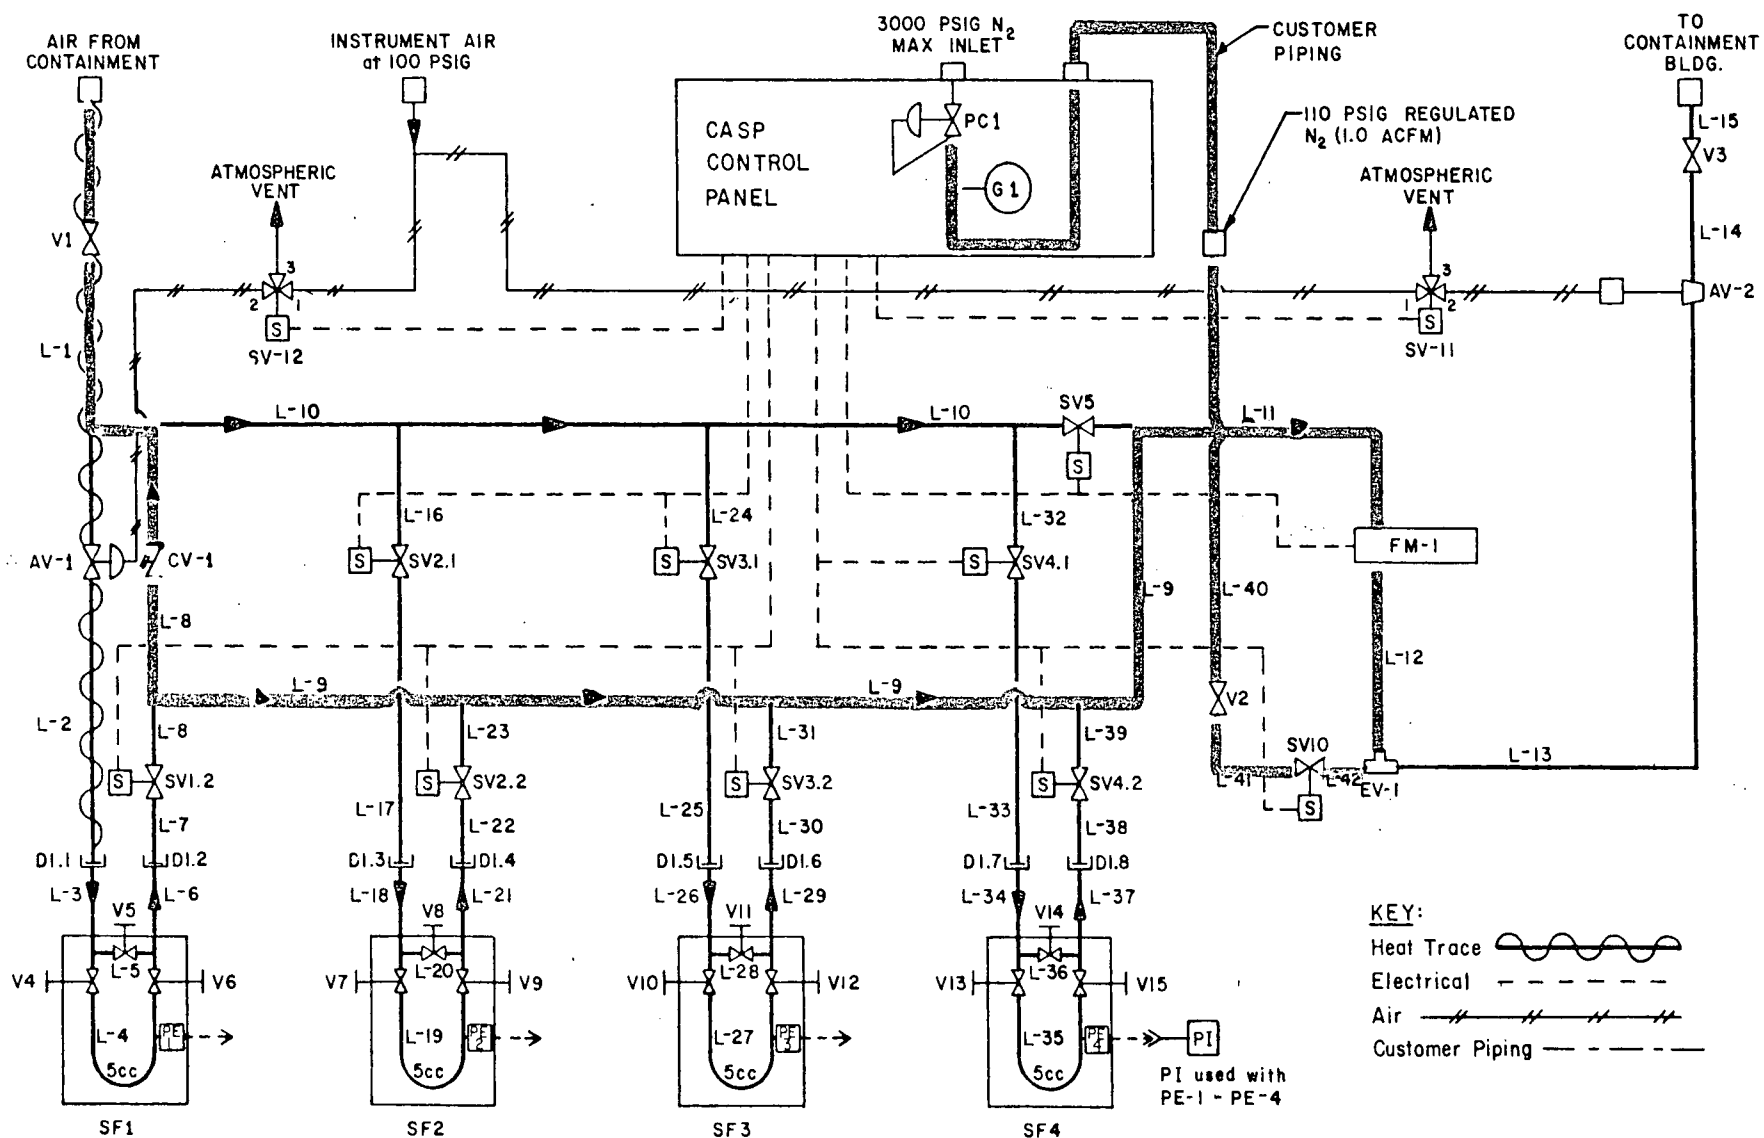 AIR FROM
CONTAINMENT
INSTRUMENT AIR
at 100 PSIG
3000 PSIG N2
MAX INLET
CUSTOMER
PIPING
TO
CONTAINMENT
BLDG.
L-15
V3
CASP
CONTROL
PANEL
PC1
G1
110 PSIG REGULATED
N2 (1.0 ACFM)
ATMOSPHERIC
VENT
ATMOSPHERIC
VENT
V1
L-14
3
2
1
S
SV-12
3
1
2
S
SV-11
AV-2
L-1
L-10
L-10
SV5
S
L-11
L-16
L-24
L-32
AV-1
CV-1
S
SV2.1
S
SV3.1
S
SV4.1
FM-1
L-8
L-9
L-40
L-12
L-9
L-9
L-2
L-8
L-23
L-31
L-39
V2
S
SV1.2
S
SV2.2
S
SV3.2
S
SV4.2
SV10
L-41
L-42
S
EV-1
L-13
L-7
L-17
L-22
L-25
L-30
L-33
L-38
D1.1
D1.2
D1.3
D1.4
D1.5
D1.6
D1.7
D1.8
L-3
L-6
L-18
L-21
L-26
L-29
L-34
L-37
V5
V8
V11
V14
L-5
L-20
L-28
L-36
V4
V6
V7
V9
V10
V12
V13
V15
L-4
PE
1
L-19
PE
2
L-27
PE
3
L-35
PE
4
PI
5cc
5cc
5cc
5cc
PI used with
PE-1 - PE-4
SF1
SF2
SF3
SF4
KEY:
Heat Trace
Electrical
Air
Customer Piping